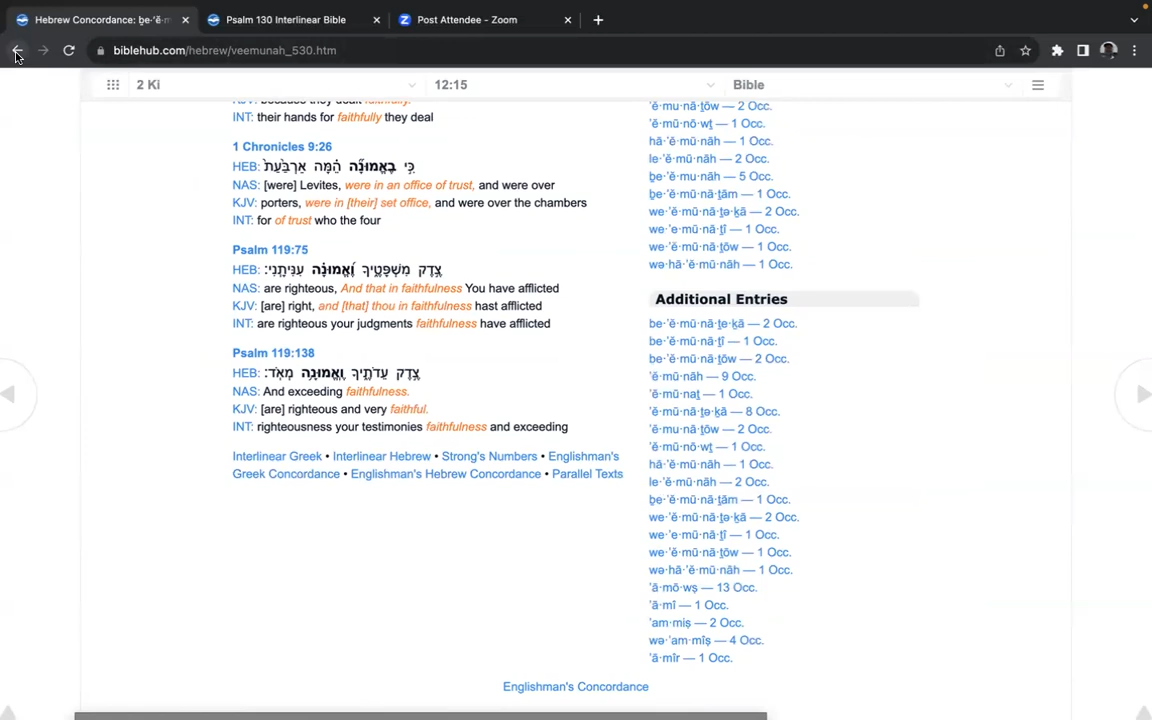 Hebrew Concordance: ḇe·’ĕ·m
Psalm 130 Interlinear Bible
Post Attendee - Zoom
biblehub.com/hebrew/veemunah_530.htm
2 Ki
12:15
Bible
KJV: because they dealt faithfully.
INT: their hands for faithfully they deal
1 Chronicles 9:26
HEB: כִּ֣י בֶאֱמוּנָ֞ה הֵ֗מָּה אַרְבַּ֙עַת֙
NAS: [were] Levites, were in an office of trust, and were over
KJV: porters, were in [their] set office, and were over the chambers
INT: for of trust who the four
Psalm 119:75
HEB: צֶ֣דֶק מִשְׁפָּטֶ֑יךָ וֶ֝אֱמוּנָ֗ה עִנִּיתָֽנִי׃
NAS: are righteous, And that in faithfulness You have afflicted
KJV: [are] right, and [that] thou in faithfulness hast afflicted
INT: are righteous your judgments faithfulness have afflicted
Psalm 119:138
HEB: צֶ֣דֶק עֵדֹתֶ֑יךָ וֶֽאֱמוּנָ֥ה מְאֹֽד׃
NAS: And exceeding faithfulness.
KJV: [are] righteous and very faithful.
INT: righteousness your testimonies faithfulness and exceeding
Interlinear Greek • Interlinear Hebrew • Strong's Numbers • Englishman's
Greek Concordance • Englishman's Hebrew Concordance • Parallel Texts
’ĕ·mu·nā·ṯōw — 2 Occ.
’ĕ·mū·nō·wṯ — 1 Occ.
hā·’ĕ·mū·nāh — 1 Occ.
le·’ĕ·mū·nāh — 2 Occ.
ḇe·’ĕ·mu·nāh — 5 Occ.
ḇe·’ĕ·mū·nā·ṯām — 1 Occ.
we·’ĕ·mū·nā·ṯə·ḵā — 2 Occ.
we·’e·mū·nā·ṯî — 1 Occ.
we·’ĕ·mū·nā·ṯōw — 1 Occ.
wə·hā·’ĕ·mū·nāh — 1 Occ.
Additional Entries
be·’ĕ·mū·nā·ṯe·ḵā — 2 Occ.
be·’ĕ·mū·nā·ṯî — 1 Occ.
be·’ĕ·mū·nā·ṯōw — 2 Occ.
’ĕ·mū·nāh — 9 Occ.
’ĕ·mū·naṯ — 1 Occ.
’ĕ·mū·nā·ṯə·ḵā — 8 Occ.
’ĕ·mu·nā·ṯōw — 2 Occ.
’ĕ·mū·nō·wṯ — 1 Occ.
hā·’ĕ·mū·nāh — 1 Occ.
le·’ĕ·mū·nāh — 2 Occ.
ḇe·’ĕ·mū·nā·ṯām — 1 Occ.
we·’ĕ·mū·nā·ṯə·ḵā — 2 Occ.
we·’e·mū·nā·ṯî — 1 Occ.
we·’ĕ·mū·nā·ṯōw — 1 Occ.
wə·hā·’ĕ·mū·nāh — 1 Occ.
’ā·mō·wṣ — 13 Occ.
’ā·mî — 1 Occ.
’am·miṣ — 2 Occ.
wə·’am·mîṣ — 4 Occ.
’ā·mîr — 1 Occ.
Englishman's Concordance